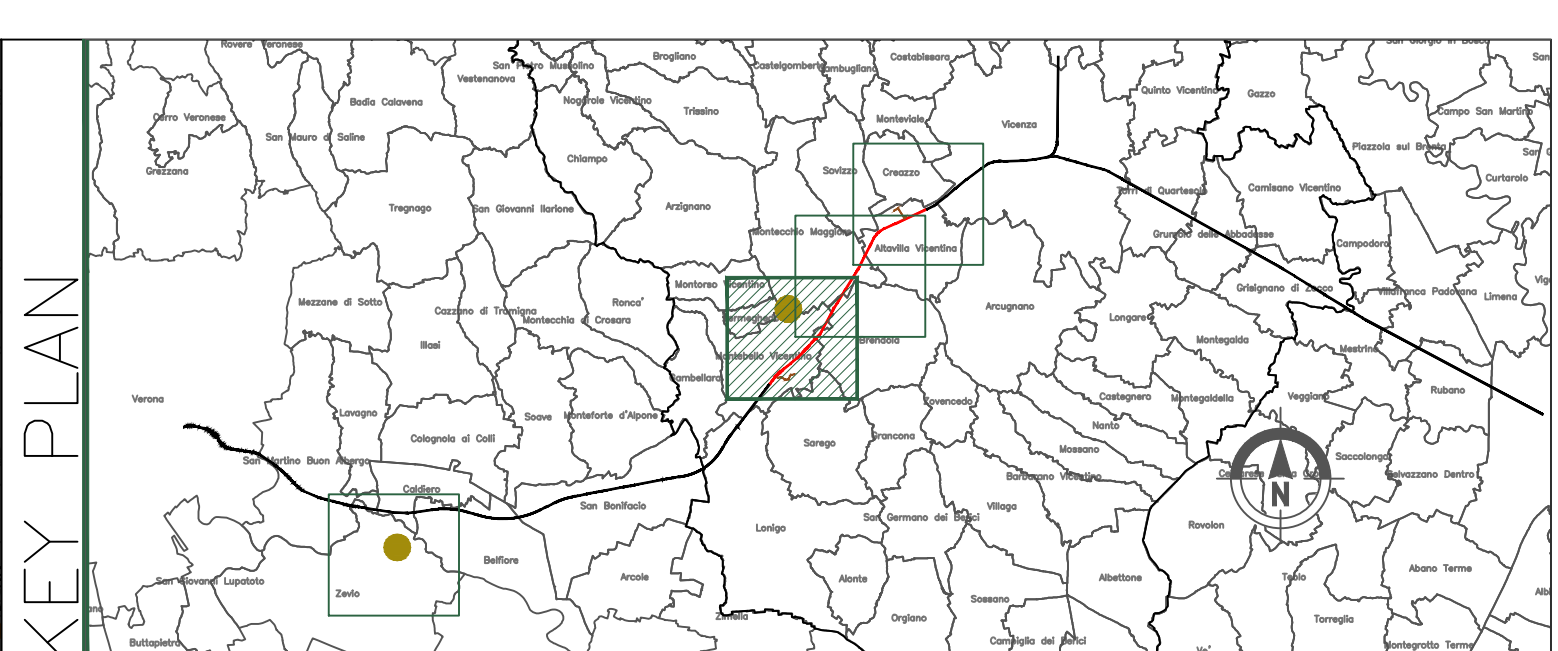 KEY PLAN
Rovere' Veronese
San Pietro Mussolino
Vestenanova
Brogliano
Castelgomberto
Gambugliano
Costabissara
San Giorgio in Bosco
San
Badia Calavena
Nogarole Vicentino
Trissino
Quinto Vicentino
Gazzo
Campo San Martino
Cerro Veronese
San Mauro di Saline
Monteviale
Vicenza
Piazzola sul Brenta
San G
Chiampo
Grezzana
Sovizzo
Creazzo
Curtarolo
Torri di Quartesolo
Camisano Vicentino
Tregnago
San Giovanni Ilarione
Arzignano
Montecchio Maggiore
Altavilla Vicentina
Grumolo delle Abbadesse
Campodoro
Montorso Vicentino
Grisignano di Zocco
Villafranca Padovana
Limena
Mezzane di Sotto
Ronca'
Cazzano di Tramigna
Montecchia di Crosara
Zermeghedo
Arcugnano
Longare
Illasi
Brendola
Montegalda
Mestrino
Montebello Vicentino
Gambellara
Rubano
Verona
Lavagno
Soave
Monteforte d'Alpone
Zovencedo
Castegnero
Montegaldella
Veggiano
Colognola ai Colli
Sarego
Grancona
Nanto
Mossano
Saccolonga
San Martino Buon Albergo
Caldiero
Barbarano Vicentino
Selvazzano Dentro
N
San Bonifacio
Villaga
San Germano dei Berici
Lonigo
Rovolon
Belfiore
San Giovanni Lupatoto
Zevio
Arcole
Alonte
Albettone
Teolo
Abano Terme
Sossano
Orgiano
Zimella
Torreglia
Buttapietra
Campiglia dei Berici
Montegrotto Terme
Vo'